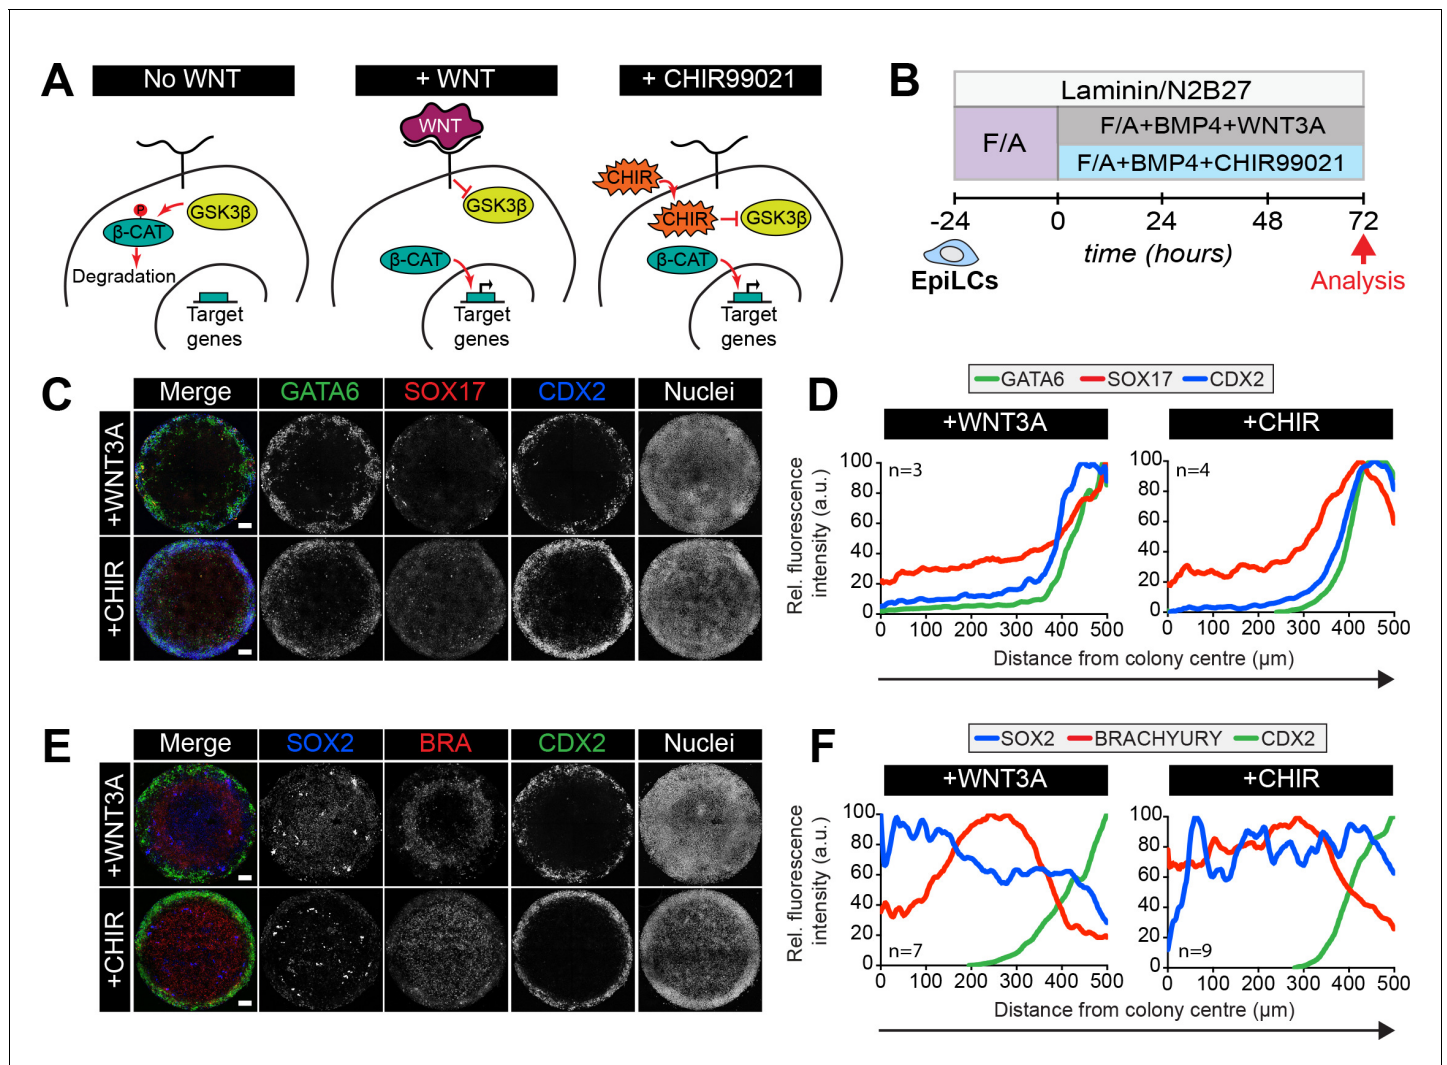 A
No WNT
+ WNT
+ CHIR99021
WNT
P
GSK3β
β-CAT
Degradation
Target
genes
GSK3β
β-CAT
Target
genes
CHIR
CHIR
GSK3β
β-CAT
Target
genes
B
Laminin/N2B27
F/A
F/A+BMP4+WNT3A
F/A+BMP4+CHIR99021
-24 0 24 48 72
time (hours)
EpiLCs
Analysis
C
Merge GATA6 SOX17 CDX2 Nuclei
+WNT3A
+CHIR
D
GATA6 SOX17 CDX2
+WNT3A
+CHIR
Rel. fluorescence
intensity (a.u.)
100
80
60
40
20
0
n=3
0 100 200 300 400 500
100
80
60
40
20
0
n=4
0 100 200 300 400 500
Distance from colony centre (µm)
E
Merge SOX2 BRA CDX2 Nuclei
+WNT3A
+CHIR
F
SOX2 BRACHYURY CDX2
+WNT3A
+CHIR
Rel. fluorescence
intensity (a.u.)
100
80
60
40
20
0
n=7
0 100 200 300 400 500
100
80
60
40
20
0
n=9
0 100 200 300 400 500
Distance from colony centre (µm)